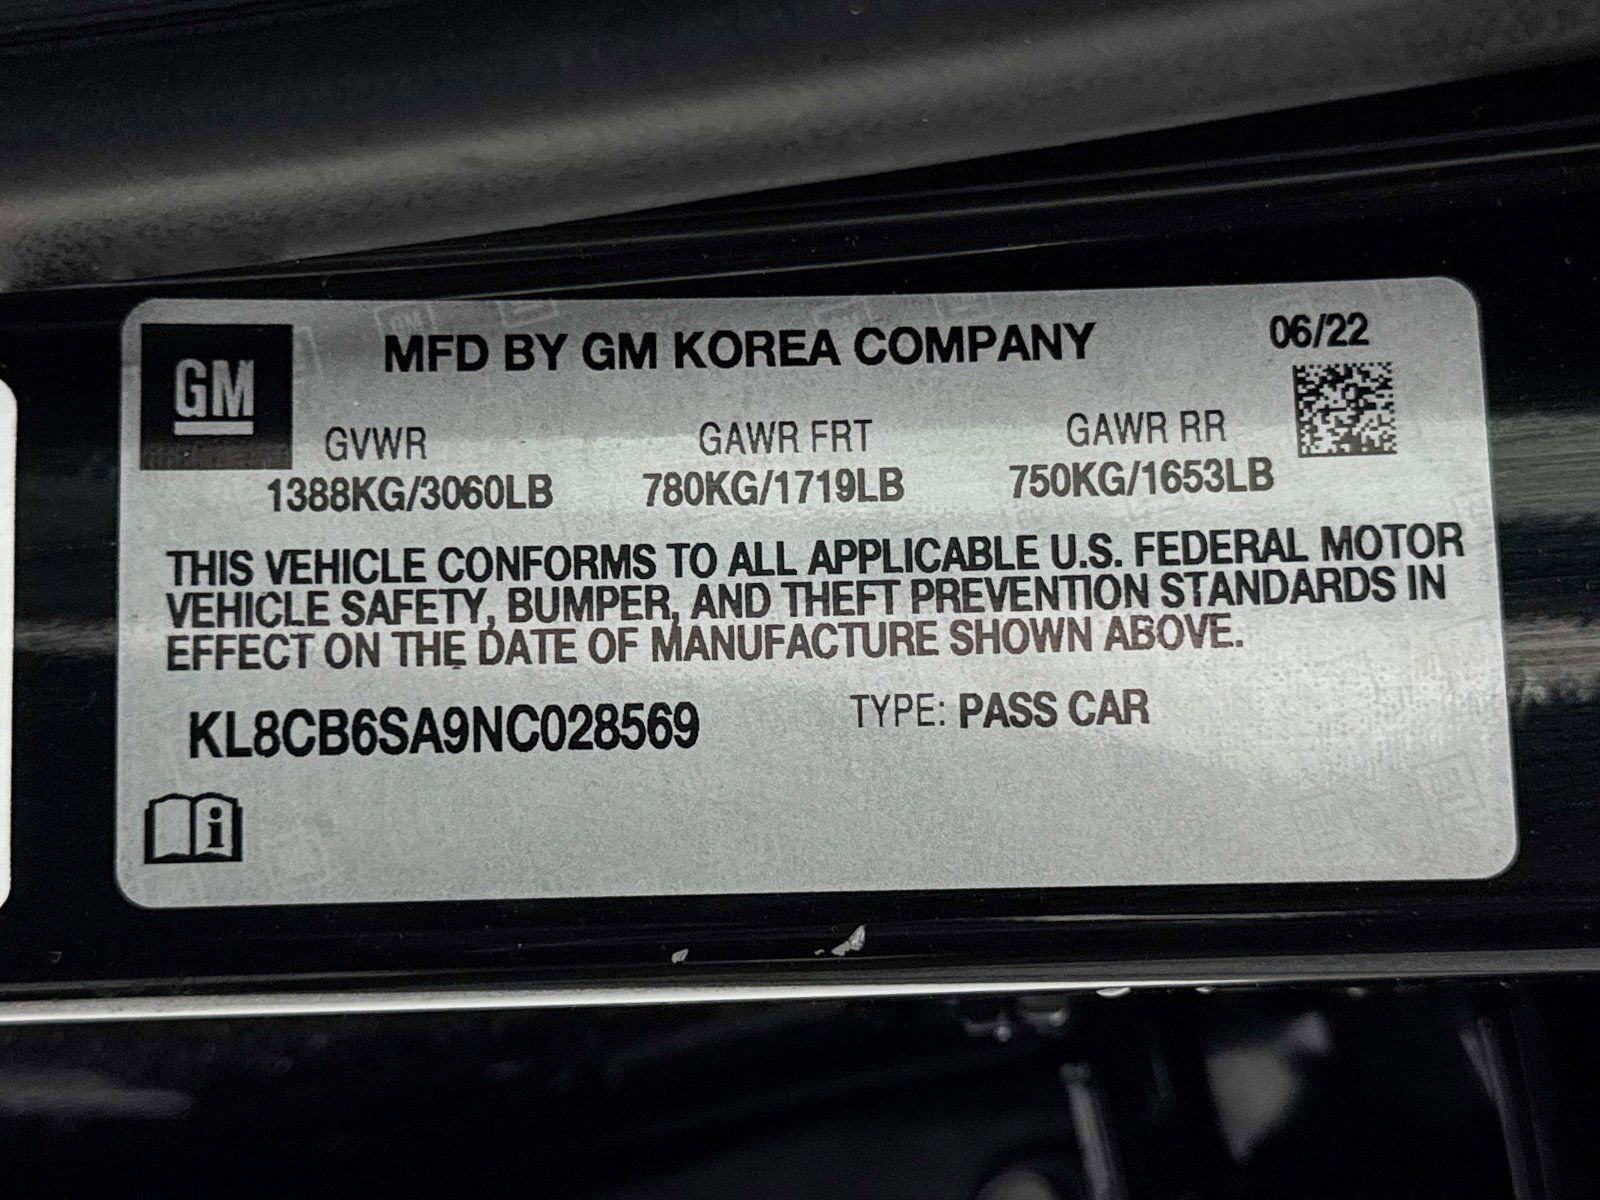 GM
MFD BY GM KOREA COMPANY
06/22
GVWR GAWR FRT GAWR RR
1388KG/3060LB 780KG/1719LB 750KG/1653LB
THIS VEHICLE CONFORMS TO ALL APPLICABLE U.S. FEDERAL MOTOR
VEHICLE SAFETY, BUMPER, AND THEFT PREVENTION STANDARDS IN
EFFECT ON THE DATE OF MANUFACTURE SHOWN ABOVE.
KL8CB6SA9NC028569 TYPE: PASS CAR
i